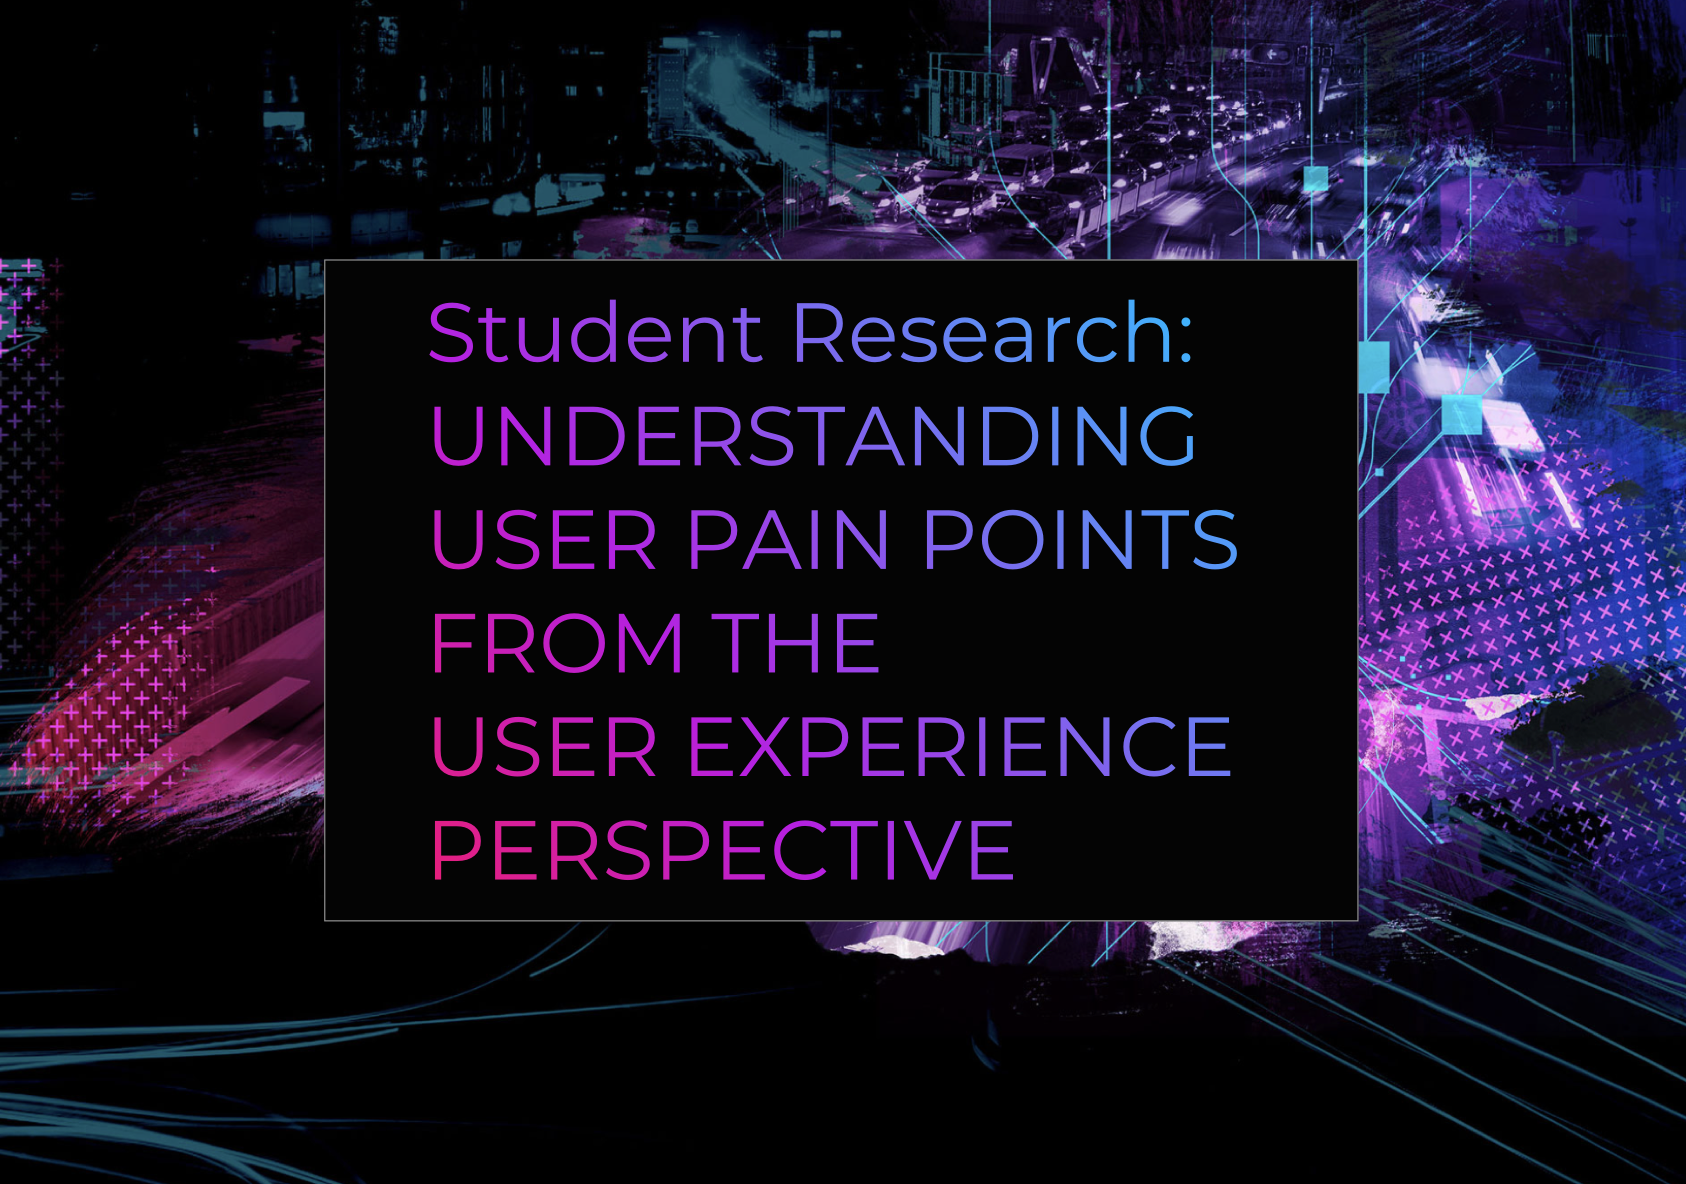 Student Research:
UNDERSTANDING
USER PAIN POINTS
FROM THE
USER EXPERIENCE
PERSPECTIVE